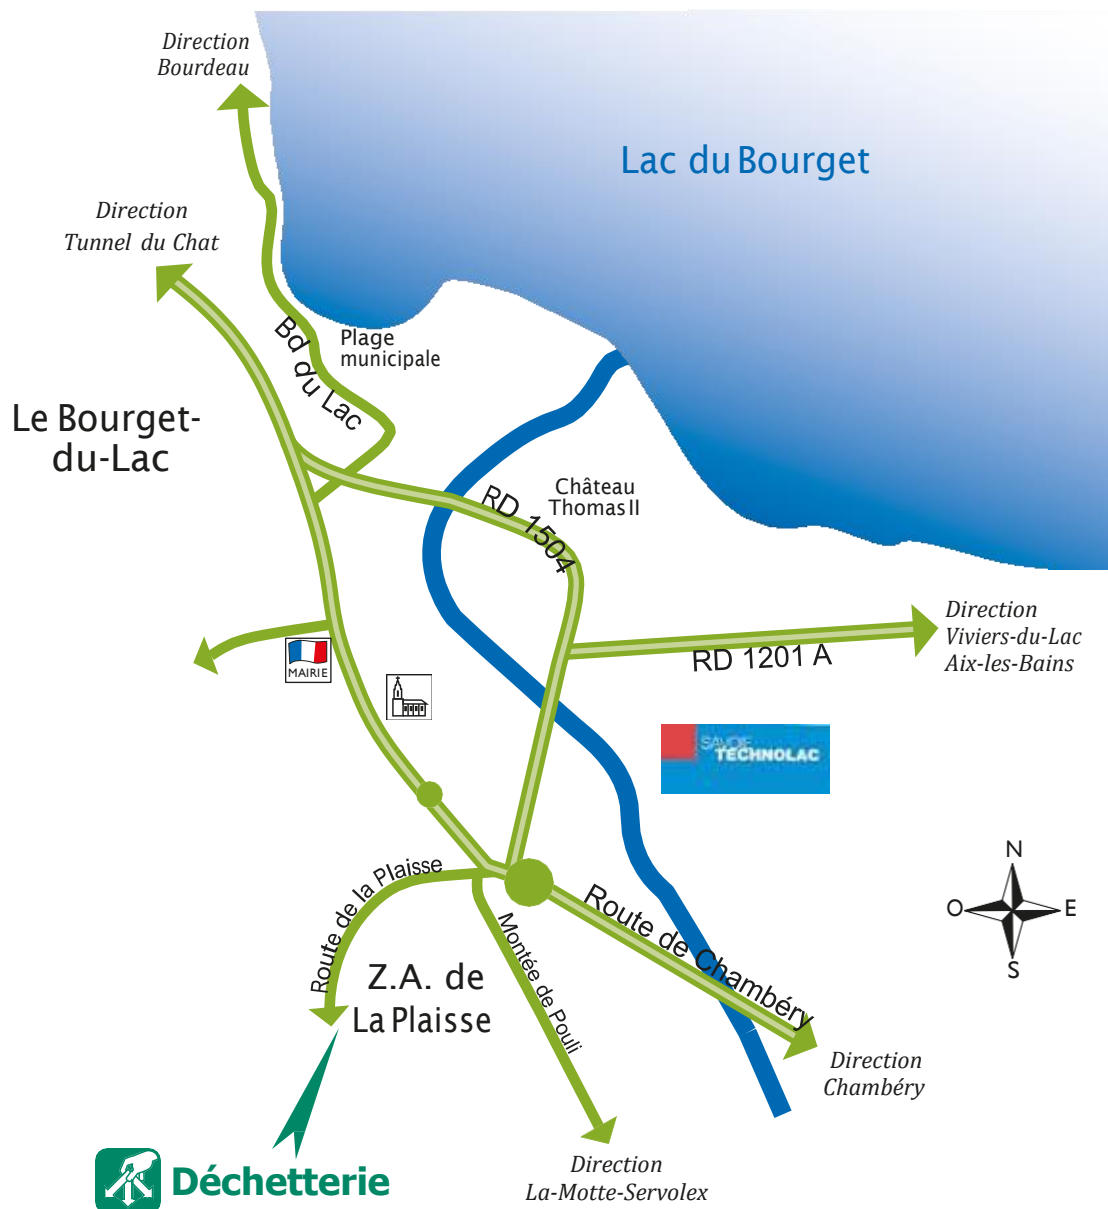 Direction
Bourdeau
Lac du Bourget
Direction
Tunnel du Chat
Bd du Lac
Plage
municipale
Le Bourget-
du-Lac
RD 1504
Château
Thomas II
Direction
Viviers-du-Lac
Aix-les-Bains
RD 1201 A
MAIRIE
SAVOIE
TECHNOLAC
N
O
E
S
Route de la Plaisse
Route de Chambéry
Montée de Pouli
Z.A. de
La Plaisse
Direction
Chambéry
Direction
La-Motte-Servolex
Déchetterie